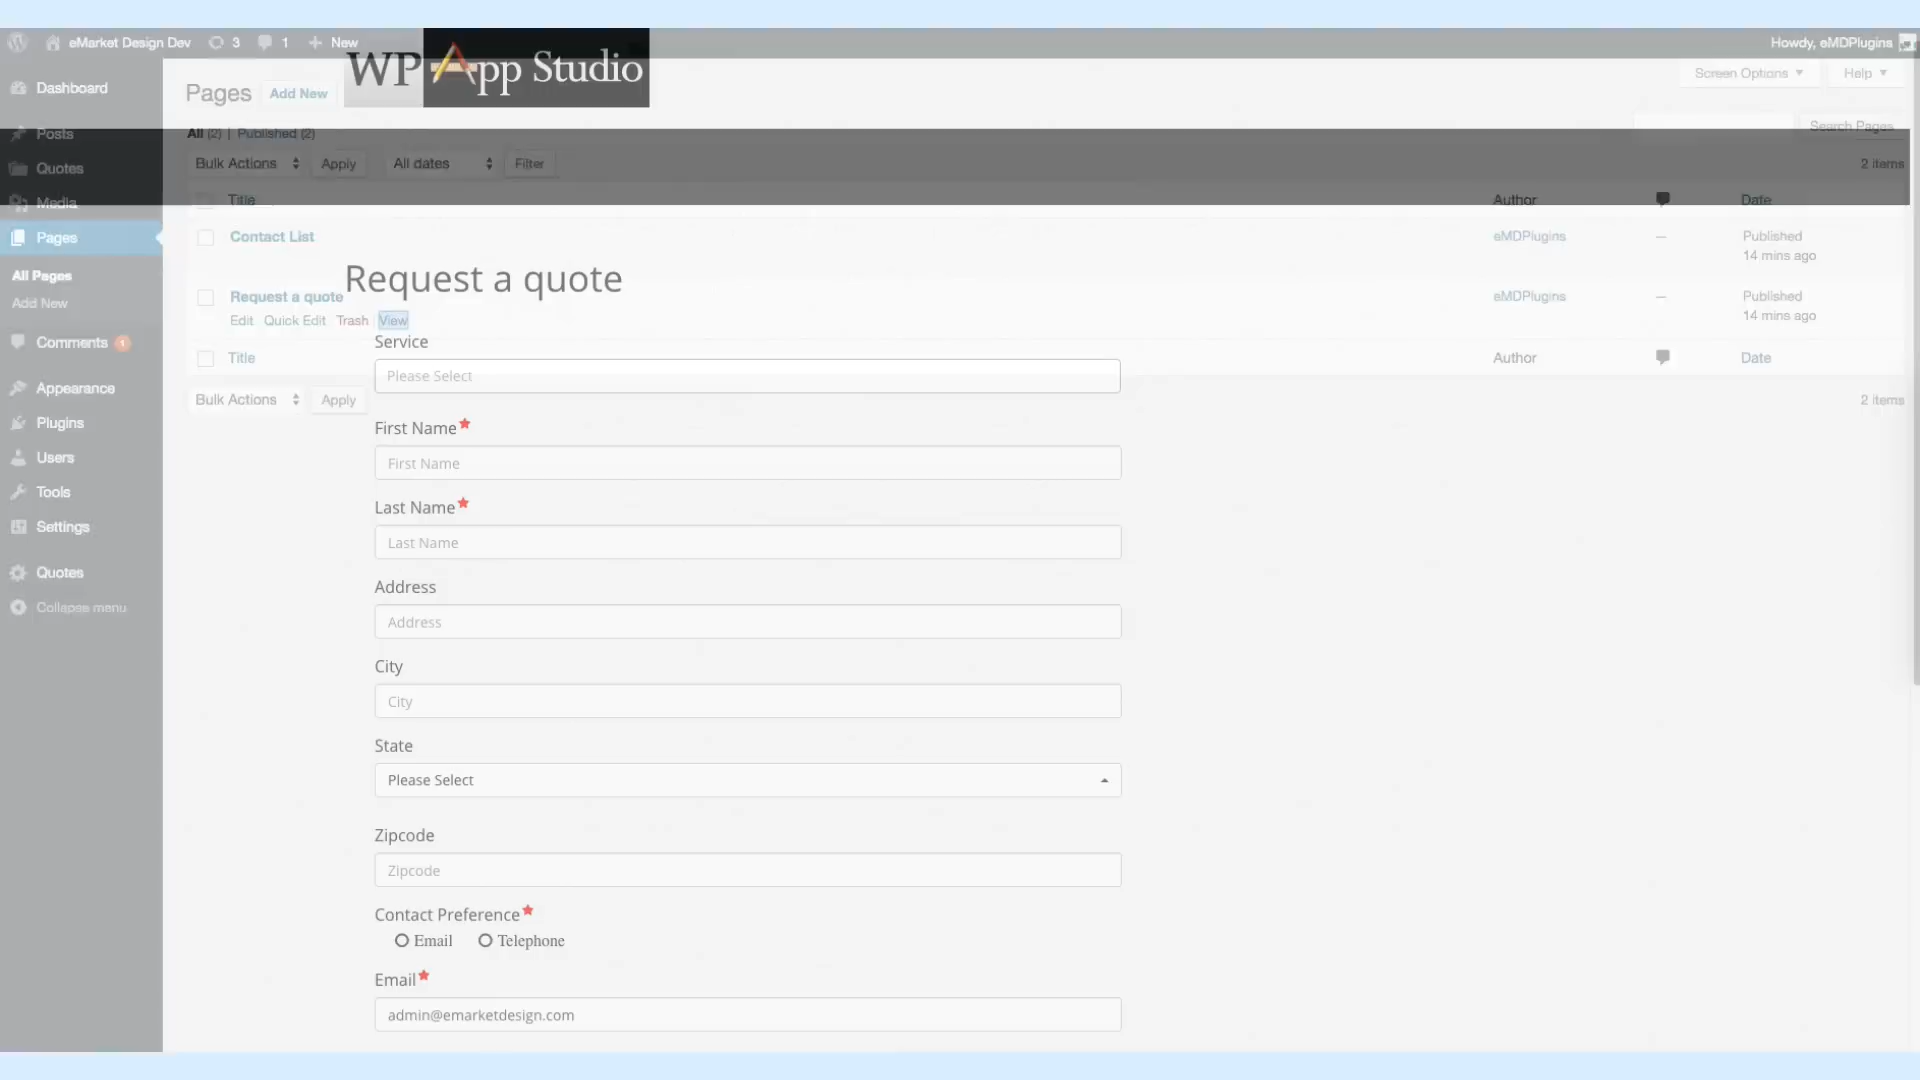 eMarket Design Dev 3 1 New
Howdy, eMDPlugins
WP App Studio
Screen Options Help
Dashboard
Pages Add New
Search Pages
Posts
All (2) | Published (2)
Quotes
Bulk Actions Apply All dates Filter 2 items
Media
Title Author Date
Pages
Contact List eMDPlugins — Published
14 mins ago
All Pages
Add New
Request a quote
Request a quote eMDPlugins — Published
14 mins ago
Edit Quick Edit Trash View
Comments 1
Service
Title Author Date
Please Select
Appearance
Bulk Actions Apply 2 items
Plugins
First Name
Users
First Name
Tools
Last Name
Settings
Last Name
Quotes
Address
Collapse menu
Address
City
City
State
Please Select
Zipcode
Zipcode
Contact Preference
Email Telephone
Email
admin@emarketdesign.com